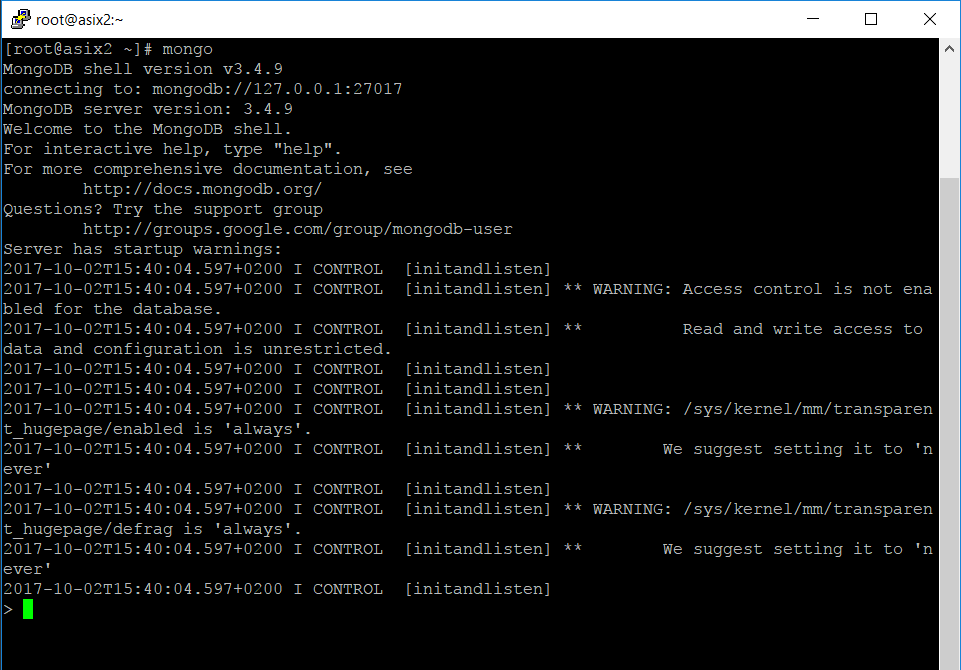 root@asix2:~
[root@asix2 ~]# mongo
MongoDB shell version v3.4.9
connecting to: mongodb://127.0.0.1:27017
MongoDB server version: 3.4.9
Welcome to the MongoDB shell.
For interactive help, type "help".
For more comprehensive documentation, see
        http://docs.mongodb.org/
Questions? Try the support group
        http://groups.google.com/group/mongodb-user
Server has startup warnings:
2017-10-02T15:40:04.597+0200 I CONTROL  [initandlisten]
2017-10-02T15:40:04.597+0200 I CONTROL  [initandlisten] ** WARNING: Access control is not ena
bled for the database.
2017-10-02T15:40:04.597+0200 I CONTROL  [initandlisten] **          Read and write access to
data and configuration is unrestricted.
2017-10-02T15:40:04.597+0200 I CONTROL  [initandlisten]
2017-10-02T15:40:04.597+0200 I CONTROL  [initandlisten]
2017-10-02T15:40:04.597+0200 I CONTROL  [initandlisten] ** WARNING: /sys/kernel/mm/transparen
t_hugepage/enabled is 'always'.
2017-10-02T15:40:04.597+0200 I CONTROL  [initandlisten] **        We suggest setting it to 'n
ever'
2017-10-02T15:40:04.597+0200 I CONTROL  [initandlisten]
2017-10-02T15:40:04.597+0200 I CONTROL  [initandlisten] ** WARNING: /sys/kernel/mm/transparen
t_hugepage/defrag is 'always'.
2017-10-02T15:40:04.597+0200 I CONTROL  [initandlisten] **        We suggest setting it to 'n
ever'
2017-10-02T15:40:04.597+0200 I CONTROL  [initandlisten]
>